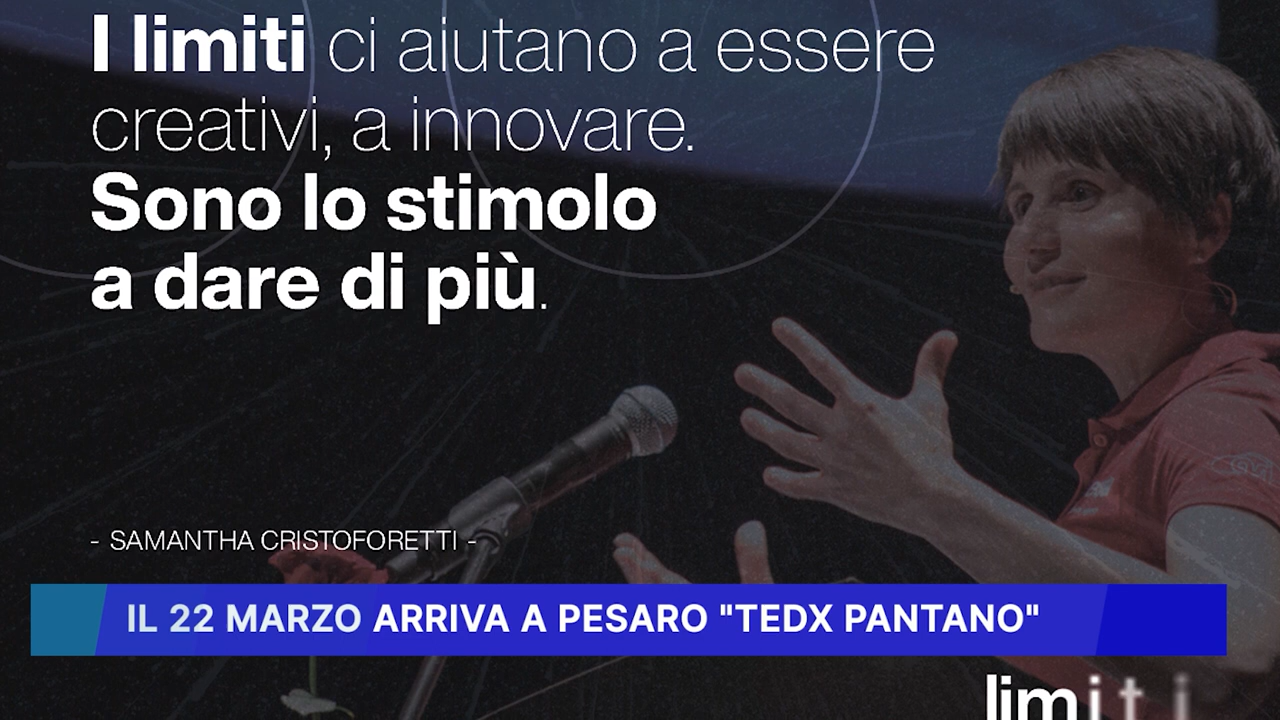 I limiti ci aiutano a essere
creativi, a innovare.
Sono lo stimolo
a dare di più.
- SAMANTHA CRISTOFORETTI -
IL 22 MARZO ARRIVA A PESARO "TEDX PANTANO"
limiti